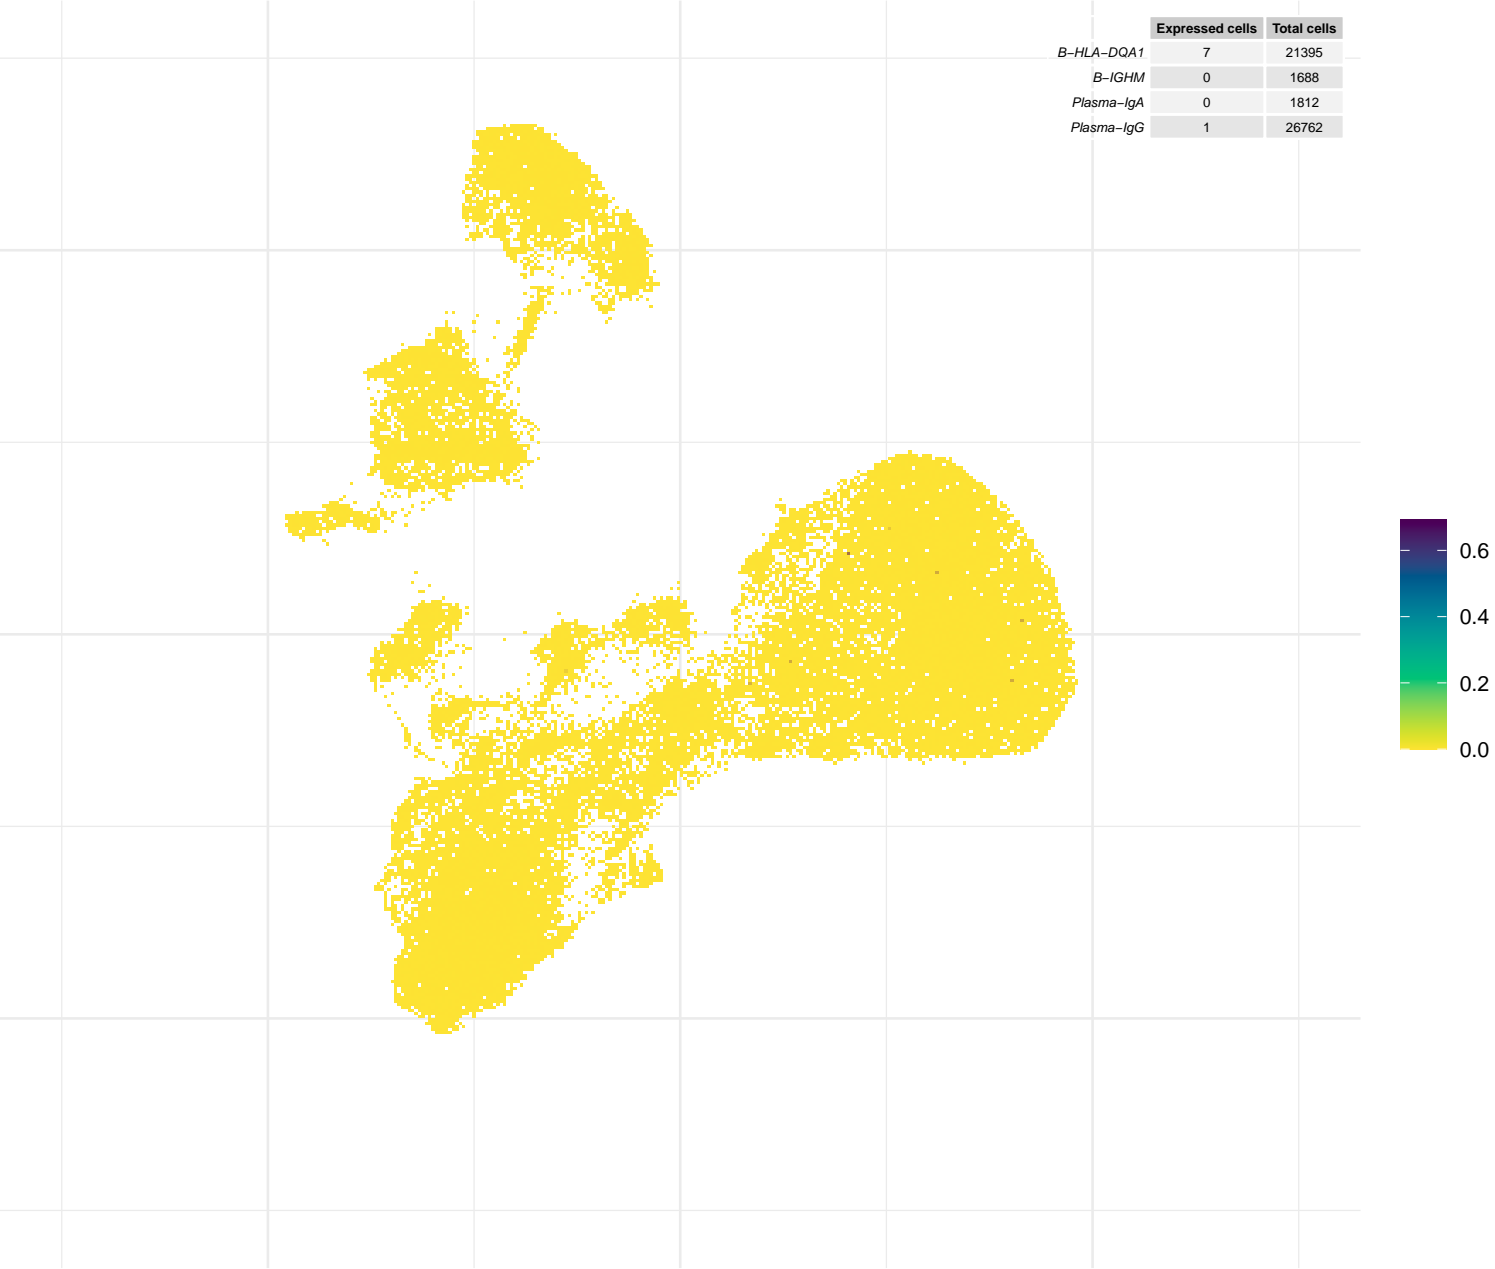 Expressed cells Total cells
B−HLA−DQA1 7 21395
B−IGHM 0 1688
Plasma−IgA 0 1812
Plasma−IgG 1 26762
0.6
0.4
0.2
0.0